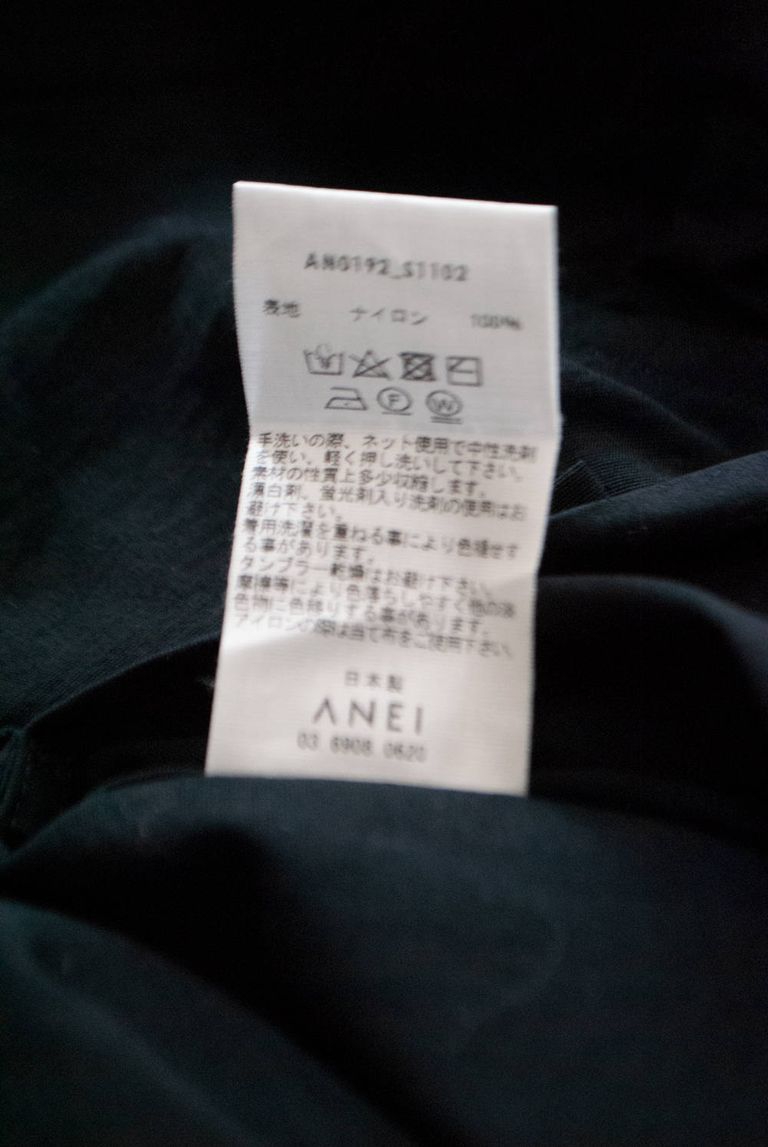 AN0192_S1102
表地 ナイロン 100%
F W
手洗いの際、ネット使用で中性洗剤
を使い、軽く押し洗いして下さい。
素材の性質上多少収縮します。
漂白剤、蛍光剤入り洗剤の使用はお
避け下さい。
着用洗濯を重ねる事により色褪せす
る事があります。
タンブラー乾燥はお避け下さい。
摩擦等により色落ちしやすく他の淡
色物に色移りする事があります。
アイロンの際は当て布をご使用下さい。
日本製
ANEI
03 6908 0620